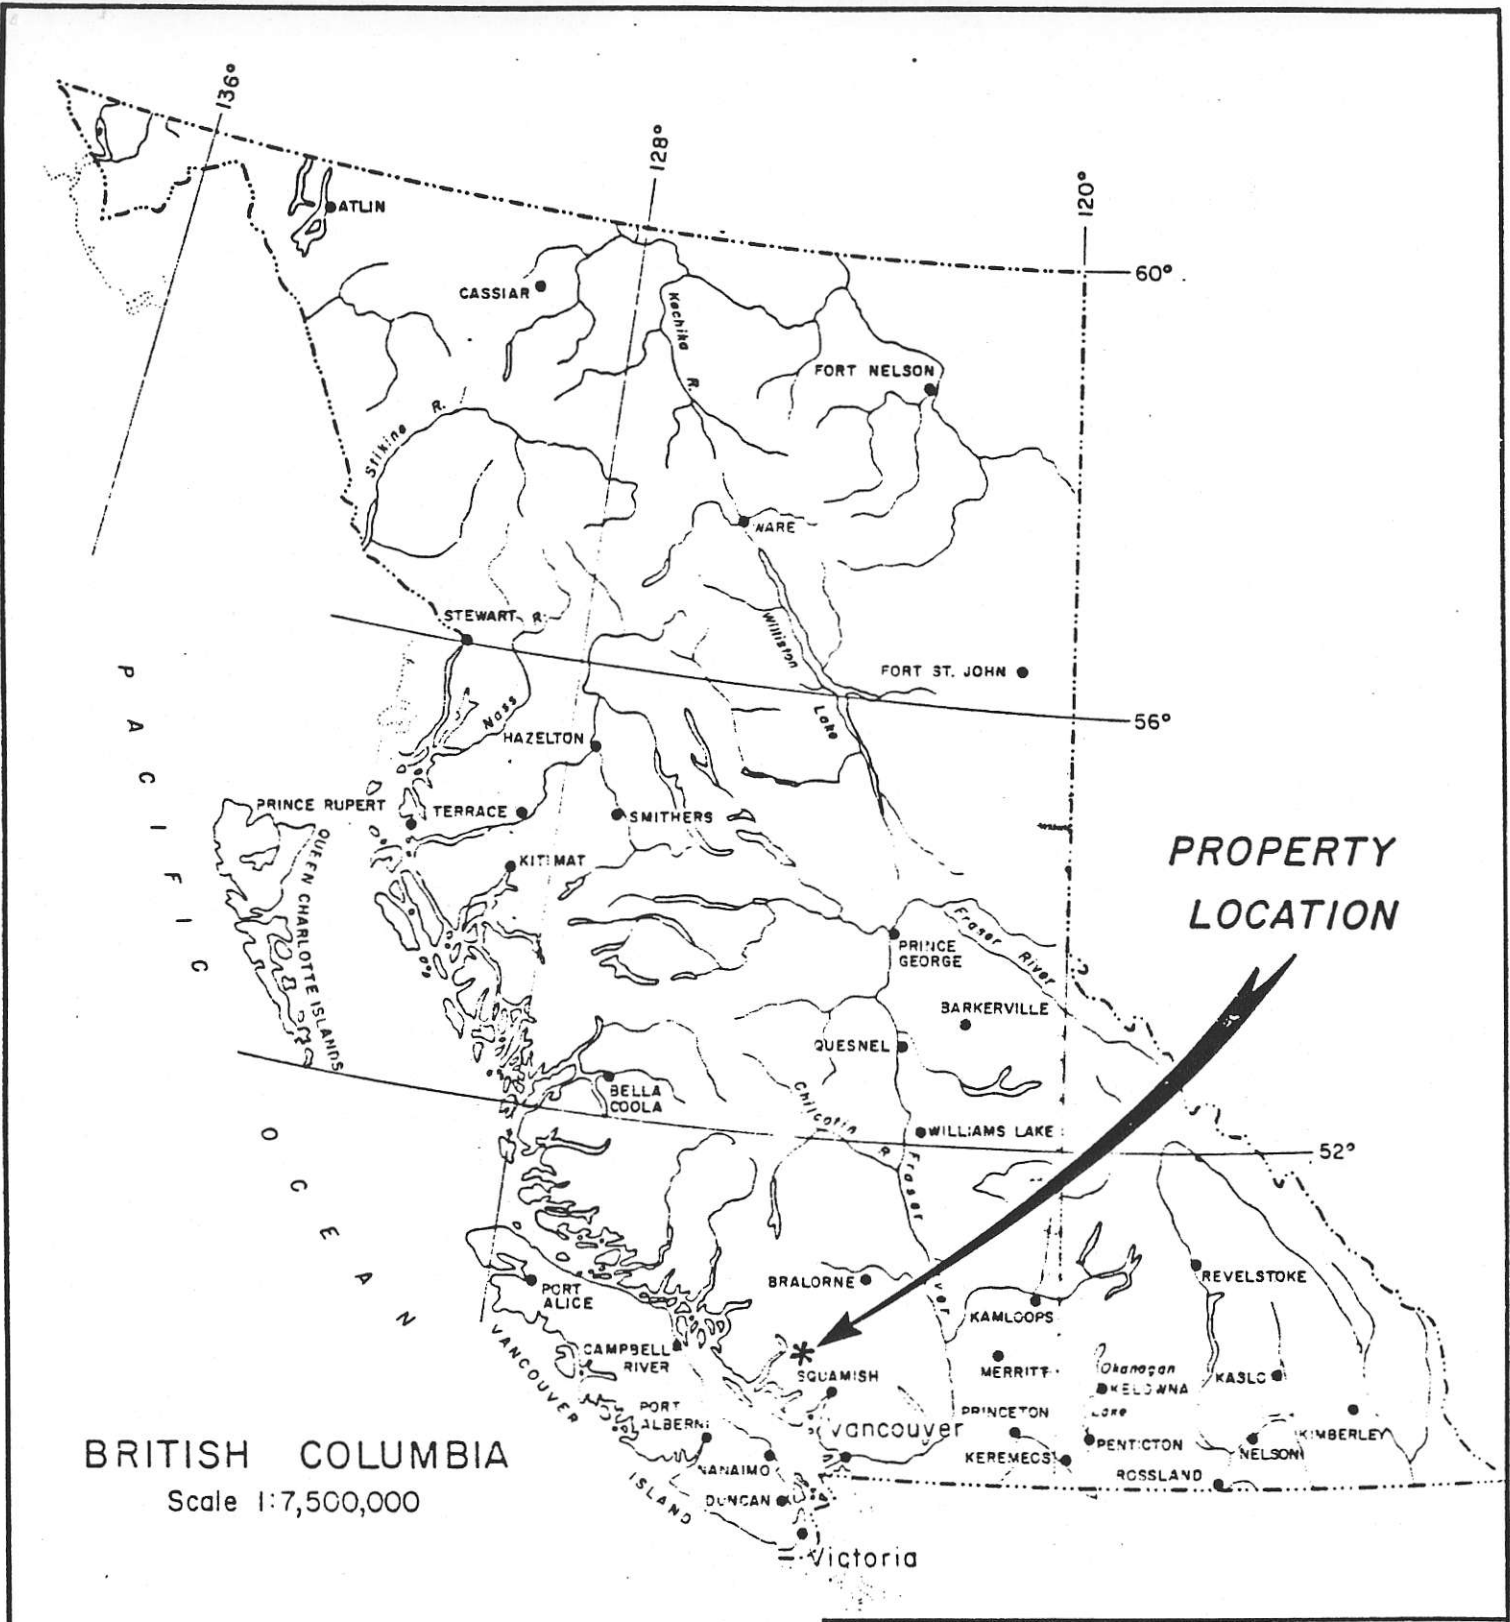 136°
128°
120°
60°
ATLIN
CASSIAR
Kechika
R.
FORT NELSON
Stikine R.
WARE
STEWART
R.
Nass
Williston
Lake
FORT ST. JOHN
56°
HAZELTON
PRINCE RUPERT
TERRACE
SMITHERS
KITIMAT
QUEEN CHARLOTTE ISLANDS
PACIFIC
OCEAN
PROPERTY
LOCATION
Fraser River
PRINCE
GEORGE
BARKERVILLE
QUESNEL
BELLA
COOLA
Chilcotin
R.
WILLIAMS LAKE
52°
Fraser
BRALORNE
REVELSTOKE
PORT
ALICE
KAMLOOPS
CAMPBELL
RIVER
*
SQUAMISH
MERRITT
Okanagan
KELOWNA
Lake
KASLO
VANCOUVER
ISLAND
PORT
ALBERNI
PRINCETON
Vancouver
KIMBERLEY
NANAIMO
KEREMEOS
PENTICTON
NELSON
DUNCAN
ROSSLAND
Victoria
BRITISH COLUMBIA
Scale 1:7,500,000